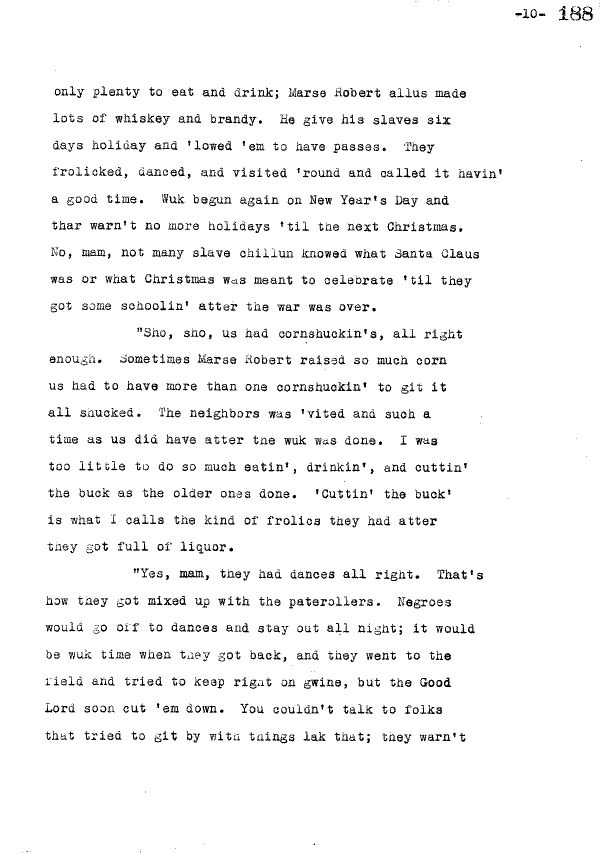 -10- 188
only plenty to eat and drink; Marse Robert allus made
lots of whiskey and brandy. He give his slaves six
days holiday and 'lowed 'em to have passes. They
frolicked, danced, and visited 'round and called it havin'
a good time. Wuk begun again on New Year's Day and
thar warn't no more holidays 'til the next Christmas.
No, mam, not many slave chillun knowed what Santa Claus
was or what Christmas was meant to celebrate 'til they
got some schoolin' atter the war was over.
"Sho, sho, us had cornshuckin's, all right
enough. Sometimes Marse Robert raised so much corn
us had to have more than one cornshuckin' to git it
all shucked. The neighbors was 'vited and such a
time as us did have atter the wuk was done. I was
too little to do so much eatin', drinkin', and cuttin'
the buck as the older ones done. 'Cuttin' the buck'
is what I calls the kind of frolics they had atter
they got full of liquor.
"Yes, mam, they had dances all right. That's
how they got mixed up with the paterollers. Negroes
would go off to dances and stay out all night; it would
be wuk time when they got back, and they went to the
field and tried to keep right on gwine, but the Good
Lord soon cut 'em down. You couldn't talk to folks
that tried to git by with things lak that; they warn't